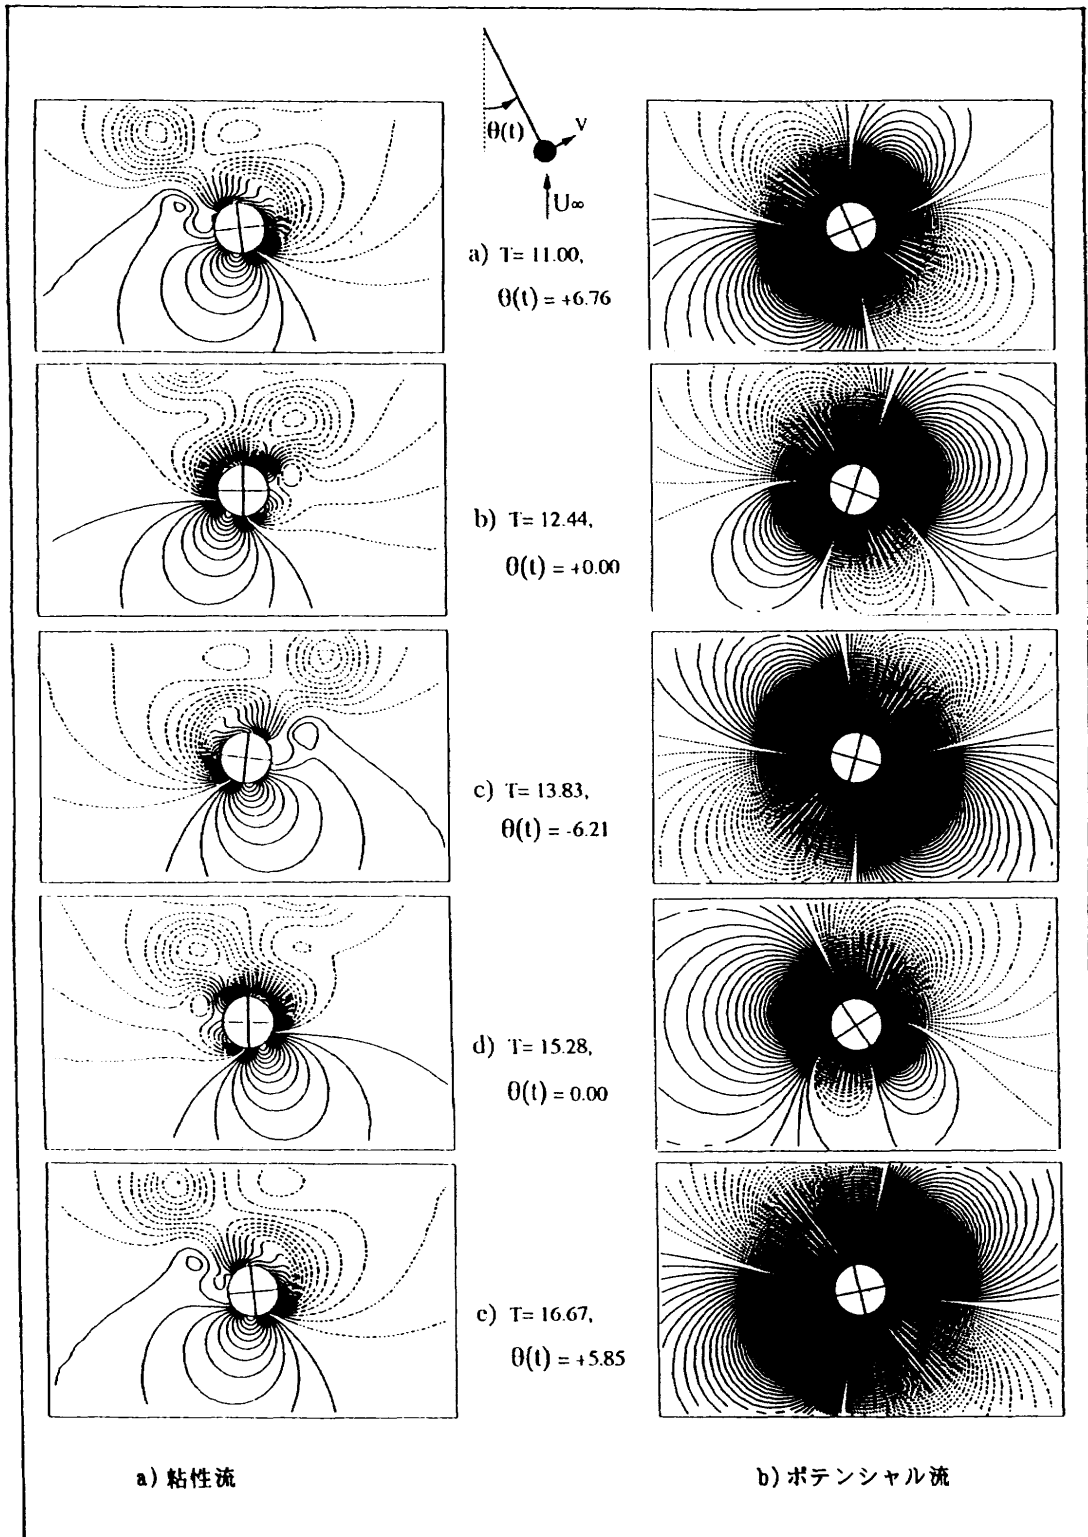 θ(t)
V
U∞
a) T= 11.00,
θ(t) = +6.76
b) T= 12.44,
θ(t) = +0.00
c) T= 13.83,
θ(t) = -6.21
d) T= 15.28,
θ(t) = 0.00
e) T= 16.67,
θ(t) = +5.85
a) 粘性流
b) ポテンシャル流